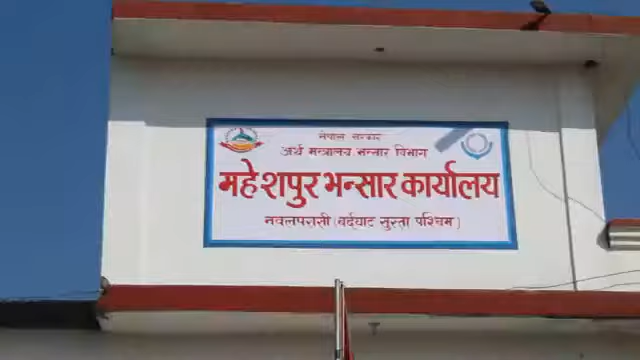 नेपाल सरकार
अर्थ मन्त्रालय भन्सार विभाग
महेशपुर भन्सार कार्यालय
नवलपरासी (बर्दघाट सुस्ता पश्चिम)